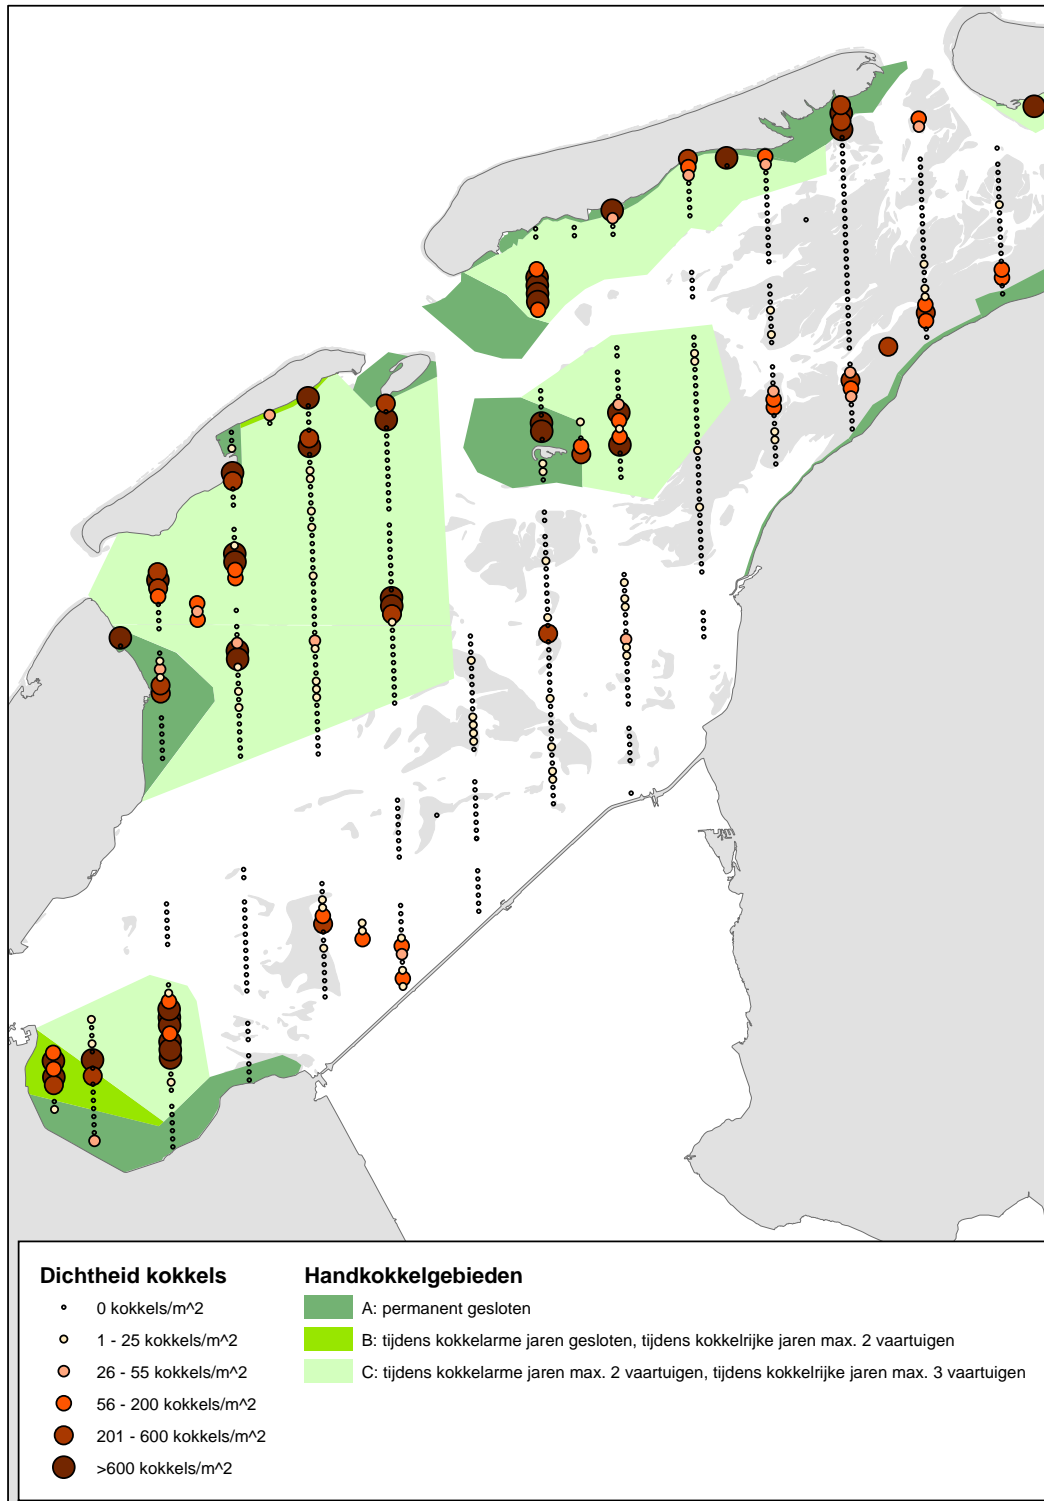 Dichtheid kokkels
0 kokkels/m^2
1 - 25 kokkels/m^2
26 - 55 kokkels/m^2
56 - 200 kokkels/m^2
201 - 600 kokkels/m^2
>600 kokkels/m^2
Handkokkelgebieden
A: permanent gesloten
B: tijdens kokkelarme jaren gesloten, tijdens kokkelrijke jaren max. 2 vaartuigen
C: tijdens kokkelarme jaren max. 2 vaartuigen, tijdens kokkelrijke jaren max. 3 vaartuigen